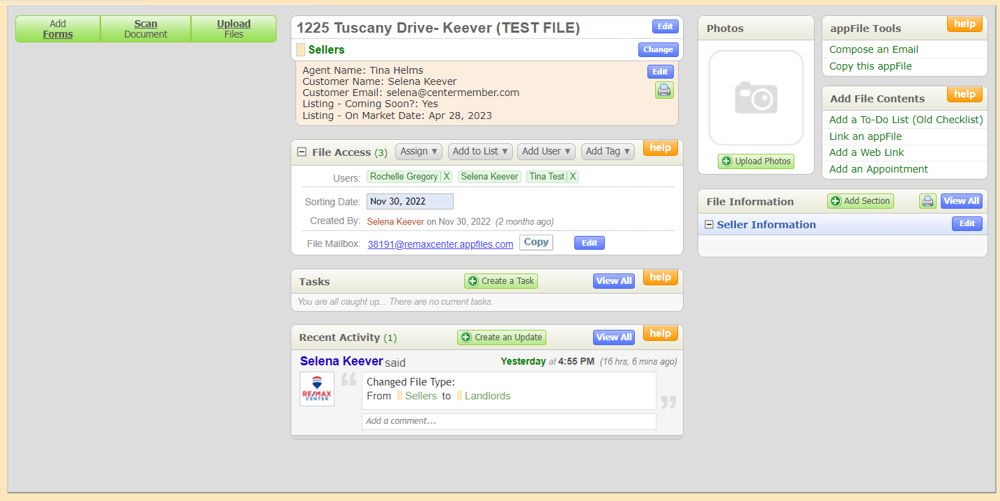 Add
Forms
Scan
Document
Upload
Files
1225 Tuscany Drive- Keever (TEST FILE)
Edit
Sellers
Change
Agent Name: Tina Helms
Edit
Customer Name: Selena Keever
Customer Email: selena@centermember.com
Listing - Coming Soon?: Yes
Listing - On Market Date: Apr 28, 2023
File Access (3) Assign ▼ Add to List ▼ Add User ▼ Add Tag ▼ help
Users: Rochelle Gregory X Selena Keever Tina Test X
Sorting Date: Nov 30, 2022
Created By: Selena Keever on Nov 30, 2022 (2 months ago)
File Mailbox: 38191@remaxcenter.appfiles.com Copy Edit
Tasks Create a Task View All help
You are all caught up... There are no current tasks.
Recent Activity (1) Create an Update View All help
Selena Keever said Yesterday at 4:55 PM (16 hrs, 6 mins ago)
RE/MAX
CENTER
“
Changed File Type:
From Sellers to Landlords
”
Add a comment...
Photos
Upload Photos
appFile Tools help
Compose an Email
Copy this appFile
Add File Contents help
Add a To-Do List (Old Checklist)
Link an appFile
Add a Web Link
Add an Appointment
File Information Add Section View All
Seller Information Edit